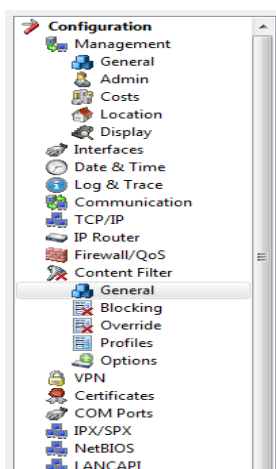 Configuration
Management
General
Admin
Costs
Location
Display
Interfaces
Date & Time
Log & Trace
Communication
TCP/IP
IP Router
Firewall/QoS
Content Filter
General
Blocking
Override
Profiles
Options
VPN
Certificates
COM Ports
IPX/SPX
NetBIOS
LANCAPI